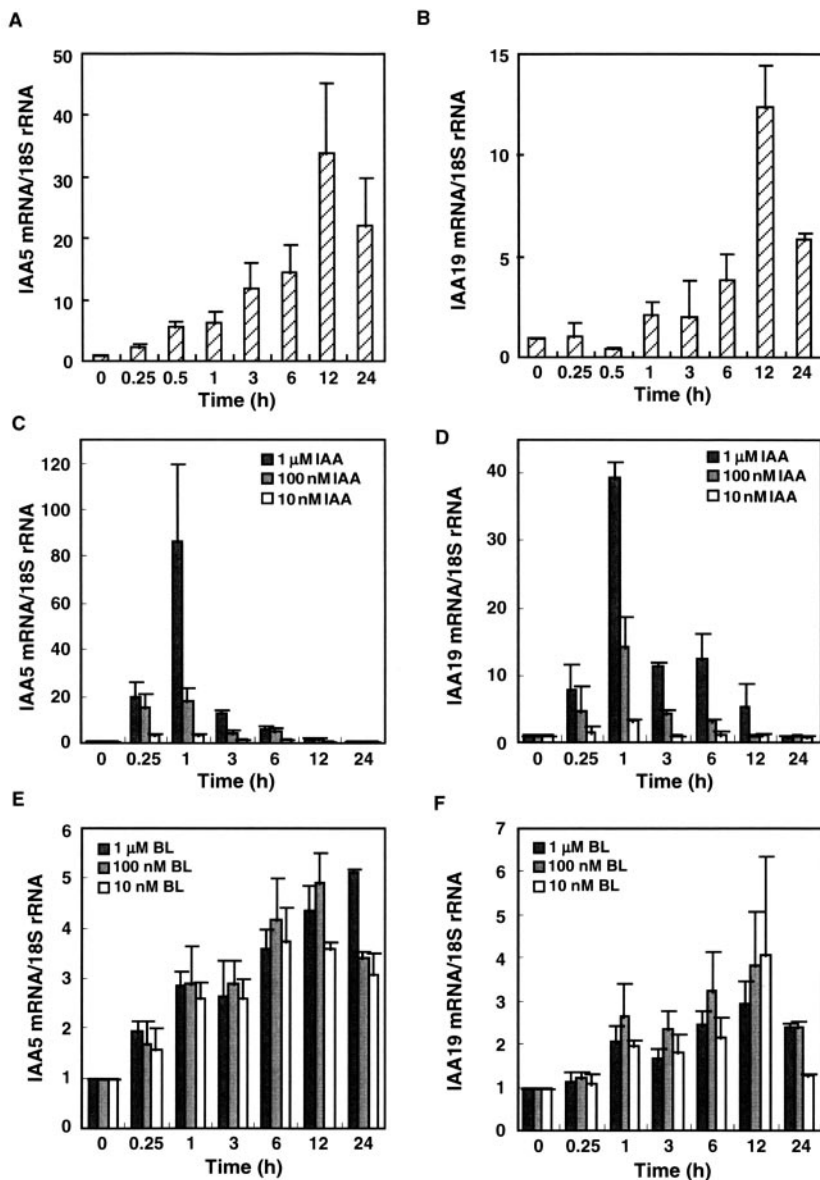 A
IAA5 mRNA/18S rRNA
50
40
30
20
10
0
0 0.25 0.5 1 3 6 12 24
Time (h)
B
IAA19 mRNA/18S rRNA
15
10
5
0
0 0.25 0.5 1 3 6 12 24
Time (h)
C
IAA5 mRNA/18S rRNA
120
100
80
60
40
20
0
1 µM IAA
100 nM IAA
10 nM IAA
0 0.25 1 3 6 12 24
Time (h)
D
IAA19 mRNA/18S rRNA
40
30
20
10
0
1 µM IAA
100 nM IAA
10 nM IAA
0 0.25 1 3 6 12 24
Time (h)
E
IAA5 mRNA/18S rRNA
6
5
4
3
2
1
0
1 µM BL
100 nM BL
10 nM BL
0 0.25 1 3 6 12 24
Time (h)
F
IAA19 mRNA/18S rRNA
7
6
5
4
3
2
1
0
1 µM BL
100 nM BL
10 nM BL
0 0.25 1 3 6 12 24
Time (h)